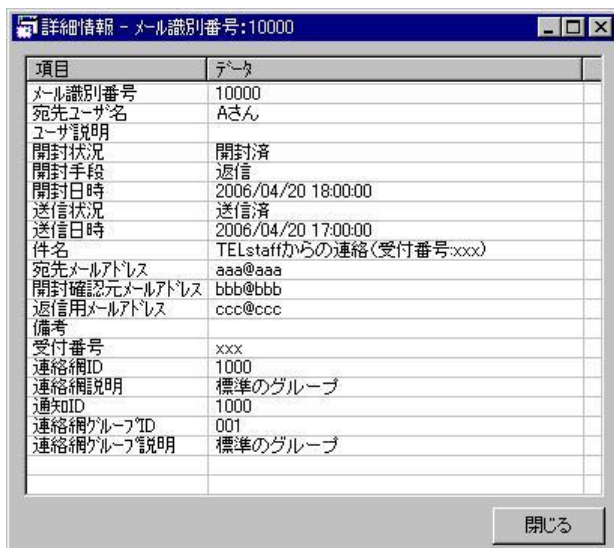 詳細情報 - メール識別番号:10000
項目 データ
メール識別番号 10000
宛先ユーザ名 Aさん
ユーザ説明
開封状況 開封済
開封手段 返信
開封日時 2006/04/20 18:00:00
送信状況 送信済
送信日時 2006/04/20 17:00:00
件名 TELstaffからの連絡(受付番号:xxx)
宛先メールアドレス aaa@aaa
開封確認元メールアドレス bbb@bbb
返信用メールアドレス ccc@ccc
備考
受付番号 xxx
連絡網ID 1000
連絡網説明 標準のグループ
通知ID 1000
連絡網グループID 001
連絡網グループ説明 標準のグループ
閉じる